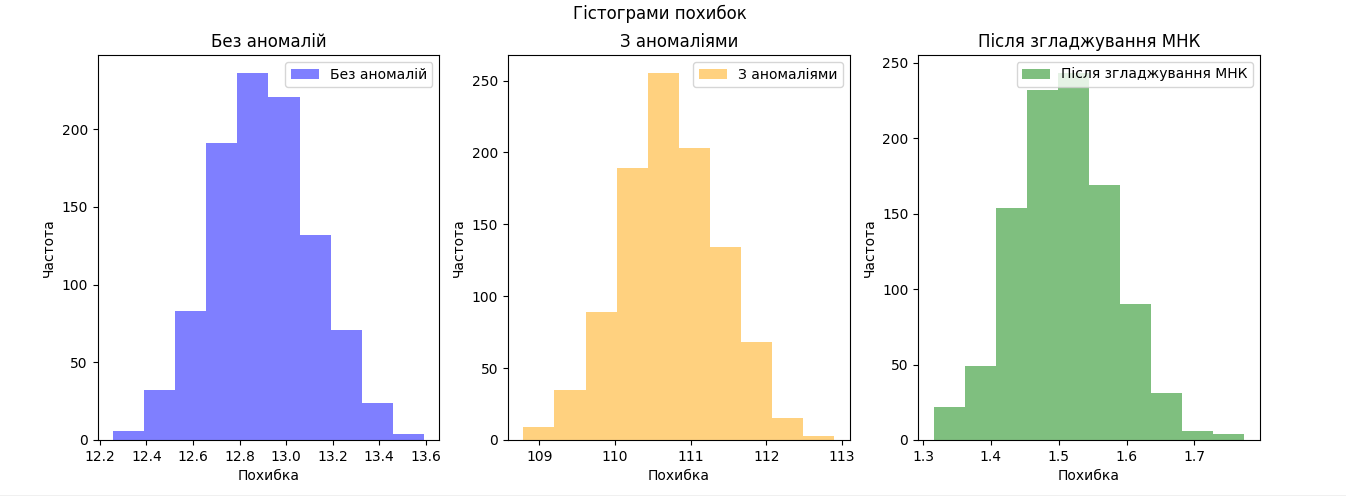 Гістограми похибок
Без аномалій
Без аномалій
Частота
200
150
100
50
0
12.2 12.4 12.6 12.8 13.0 13.2 13.4 13.6
Похибка
З аномаліями
З аномаліями
Частота
250
200
150
100
50
0
109 110 111 112 113
Похибка
Після згладжування МНК
Після згладжування МНК
Частота
250
200
150
100
50
0
1.3 1.4 1.5 1.6 1.7
Похибка